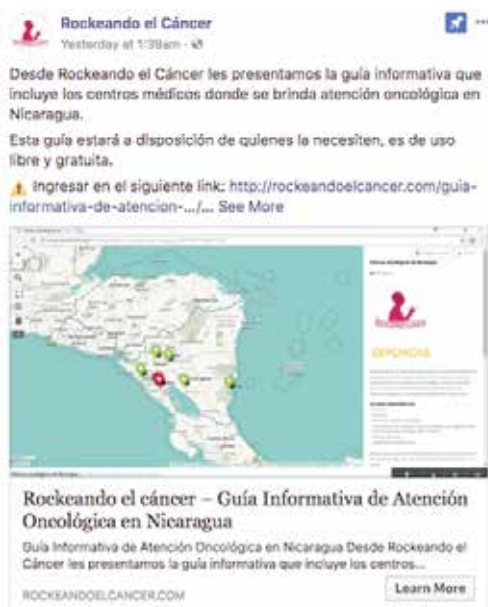 Rockeando el Cáncer
Yesterday at 1:39am
Desde Rockeando el Cáncer les presentamos la guía informativa que
incluye los centros médicos donde se brinda atención oncológica en
Nicaragua.
Esta guía estará a disposición de quienes la necesiten, es de uso
libre y gratuita.
⚠ Ingresar en el siguiente link: http://rockeandoelcancer.com/guia-
informativa-de-atencion-.../... See More
Rockeando el cáncer – Guía Informativa de Atención
Oncológica en Nicaragua
Guía Informativa de Atención Oncológica en Nicaragua Desde Rockeando el
Cáncer les presentamos la guía informativa que incluye los centros...
ROCKEANDOELCANCER.COM
Learn More